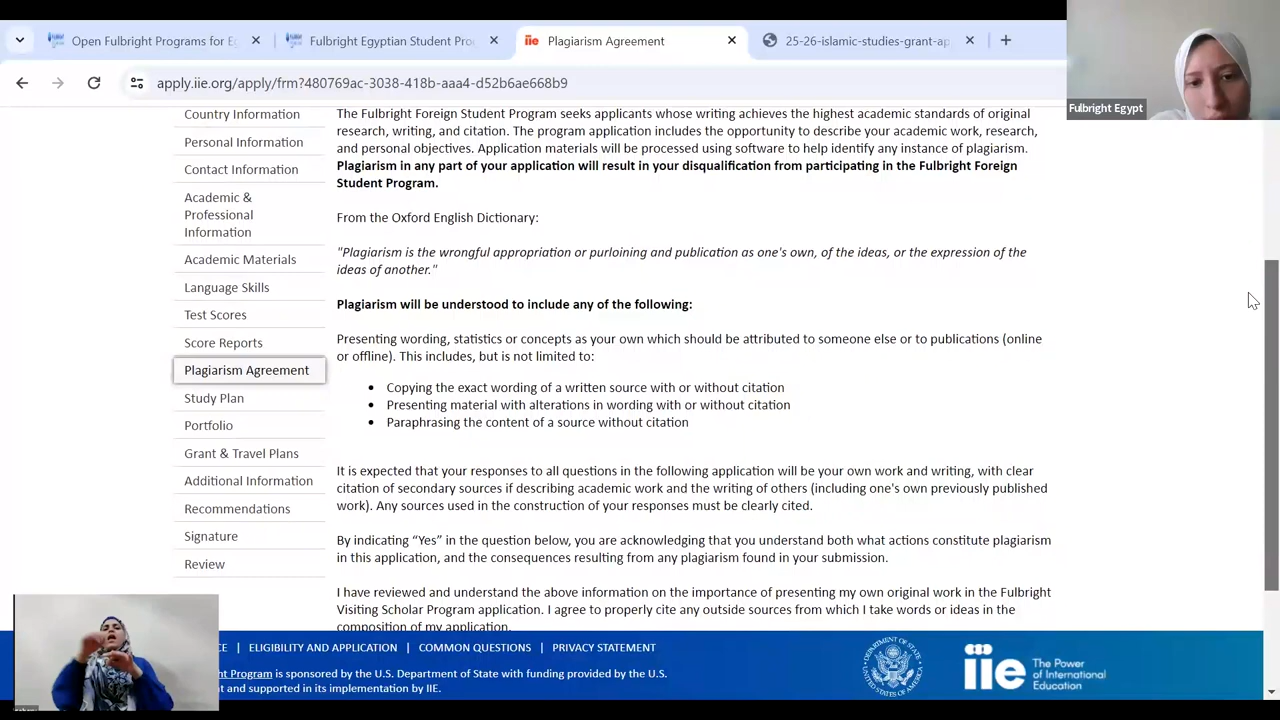 Open Fulbright Programs for Eg
Fulbright Egyptian Student Pro
Plagiarism Agreement
25-26-islamic-studies-grant-ap
apply.iie.org/apply/frm?480769ac-3038-418b-aaa4-d52b6ae668b9
Fulbright Egypt
Country Information
Personal Information
Contact Information
Academic &
Professional
Information
Academic Materials
Language Skills
Test Scores
Score Reports
Plagiarism Agreement
Study Plan
Portfolio
Grant & Travel Plans
Additional Information
Recommendations
Signature
Review
The Fulbright Foreign Student Program seeks applicants whose writing achieves the highest academic standards of original
research, writing, and citation. The program application includes the opportunity to describe your academic work, research,
and personal objectives. Application materials will be processed using software to help identify any instance of plagiarism.
Plagiarism in any part of your application will result in your disqualification from participating in the Fulbright Foreign
Student Program.
From the Oxford English Dictionary:
"Plagiarism is the wrongful appropriation or purloining and publication as one's own, of the ideas, or the expression of the
ideas of another."
Plagiarism will be understood to include any of the following:
Presenting wording, statistics or concepts as your own which should be attributed to someone else or to publications (online
or offline). This includes, but is not limited to:
• Copying the exact wording of a written source with or without citation
• Presenting material with alterations in wording with or without citation
• Paraphrasing the content of a source without citation
It is expected that your responses to all questions in the following application will be your own work and writing, with clear
citation of secondary sources if describing academic work and the writing of others (including one's own previously published
work). Any sources used in the construction of your responses must be clearly cited.
By indicating “Yes” in the question below, you are acknowledging that you understand both what actions constitute plagiarism
in this application, and the consequences resulting from any plagiarism found in your submission.
I have reviewed and understand the above information on the importance of presenting my own original work in the Fulbright
Visiting Scholar Program application. I agree to properly cite any outside sources from which I take words or ideas in the
composition of my application.
CE | ELIGIBILITY AND APPLICATION | COMMON QUESTIONS | PRIVACY STATEMENT
ht Program is sponsored by the U.S. Department of State with funding provided by the U.S.
t and supported in its implementation by IIE.
iie
The Power
of International
Education